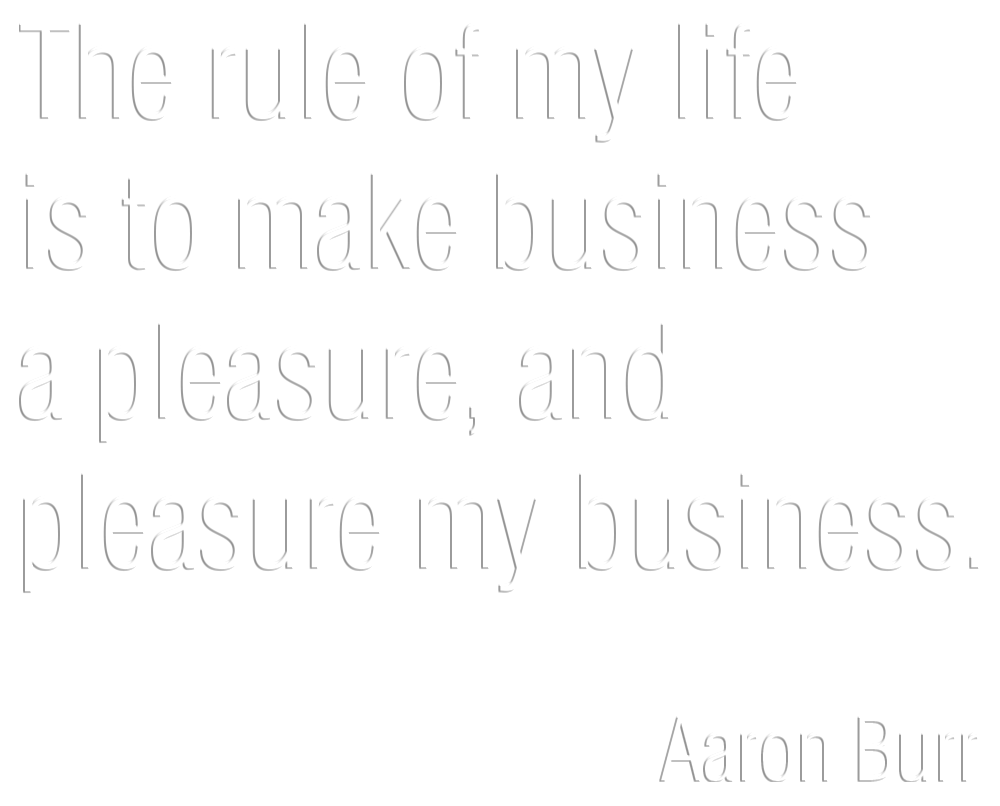 The rule of my life
is to make business
a pleasure, and
pleasure my business.
Aaron Burr